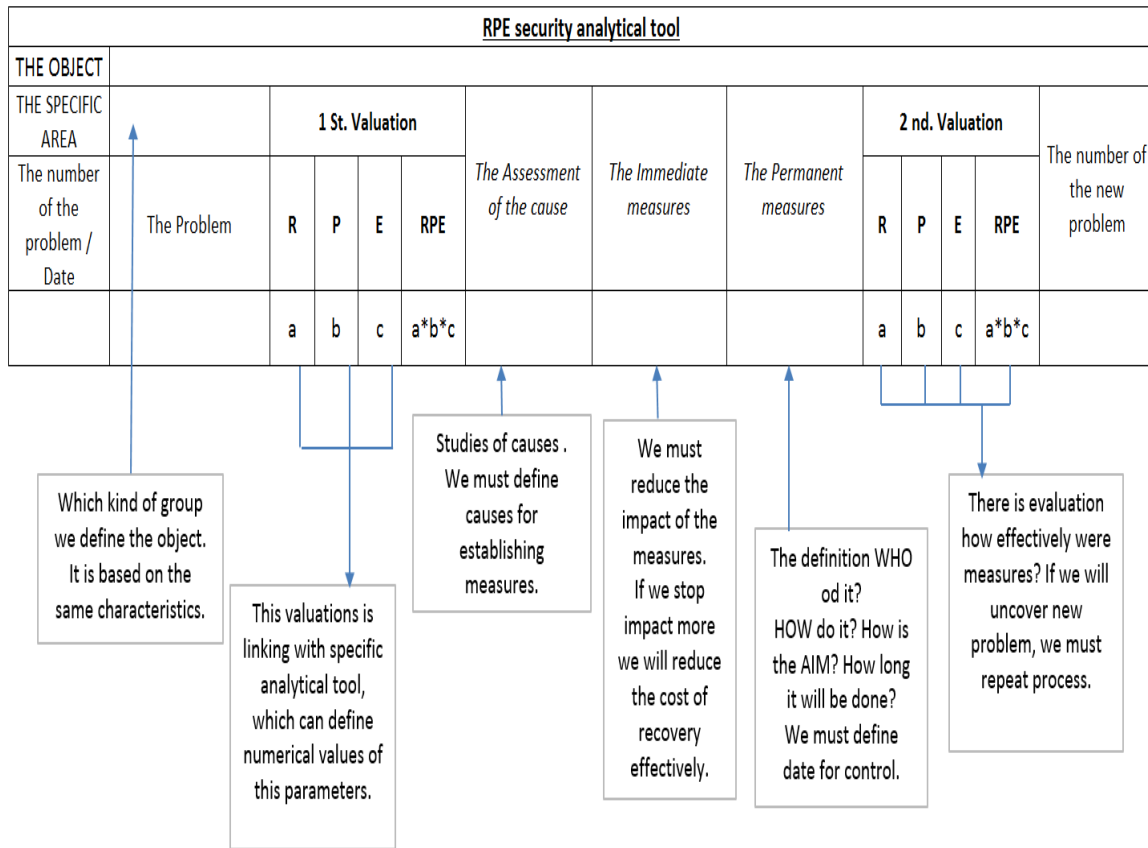 RPE security analytical tool
THE OBJECT
THE SPECIFIC
AREA
1 St. Valuation
2 nd. Valuation
The Assessment
of the cause
The Immediate
measures
The Permanent
measures
The number of
the new
problem
The number
of the
problem /
Date
The Problem
R P E RPE
R P E RPE
a b c a*b*c
a b c a*b*c
Which kind of group
we define the object.
It is based on the
same characteristics.
This valuations is
linking with specific
analytical tool,
which can define
numerical values of
this parameters.
Studies of causes .
We must define
causes for
establishing
measures.
We must
reduce the
impact of the
measures.
If we stop
impact more
we will reduce
the cost of
recovery
effectively.
The definition WHO
od it?
HOW do it? How is
the AIM? How long
it will be done?
We must define
date for control.
There is evaluation
how effectively were
measures? If we will
uncover new
problem, we must
repeat process.